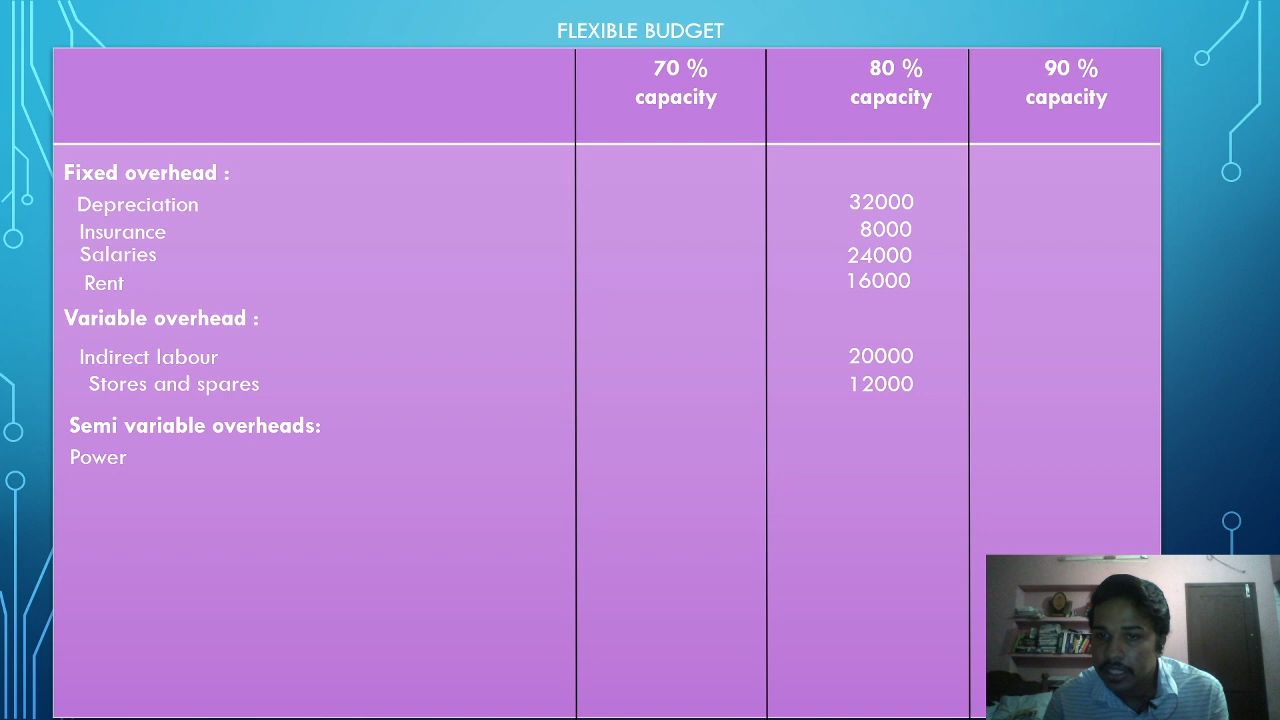 FLEXIBLE BUDGET
70 % capacity 80 % capacity 90 % capacity
Fixed overhead :
Depreciation 32000
Insurance 8000
Salaries 24000
Rent 16000
Variable overhead :
Indirect labour 20000
Stores and spares 12000
Semi variable overheads:
Power